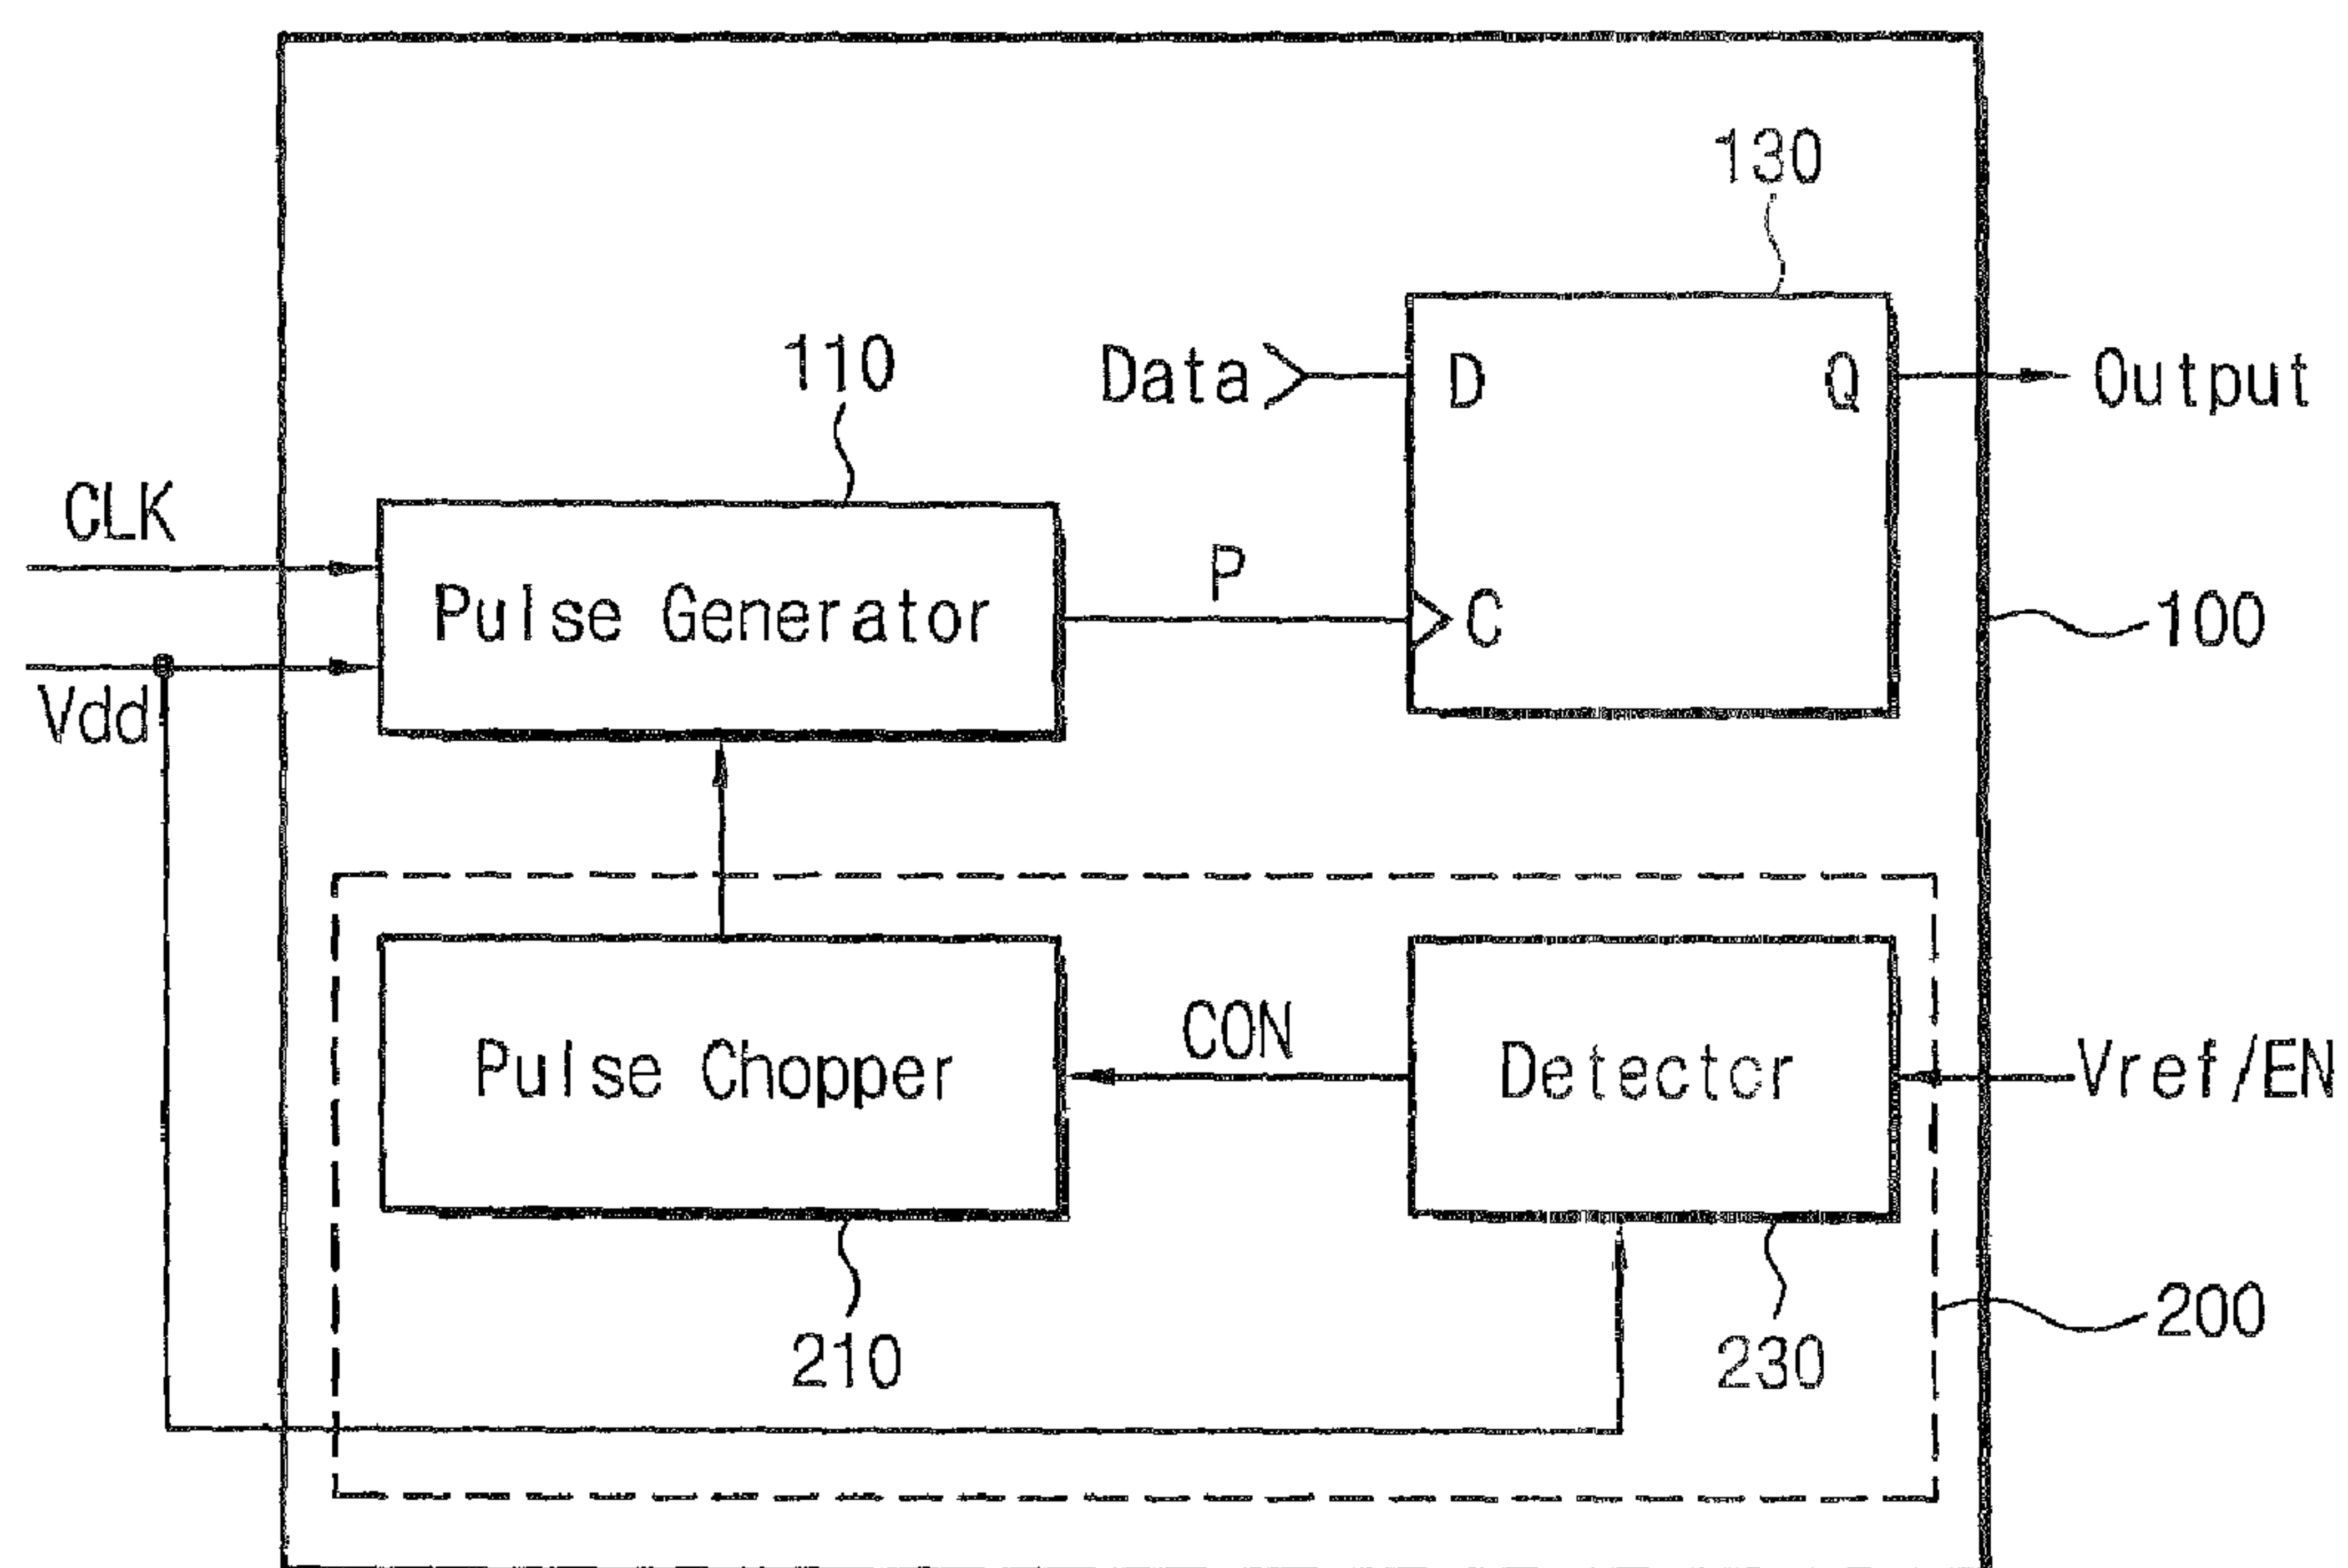 130
110
Data
D
Q
Output
CLK
Pulse Generator
P
C
100
Vdd
Pulse Chopper
CON
Detector
Vref/EN
210
230
200